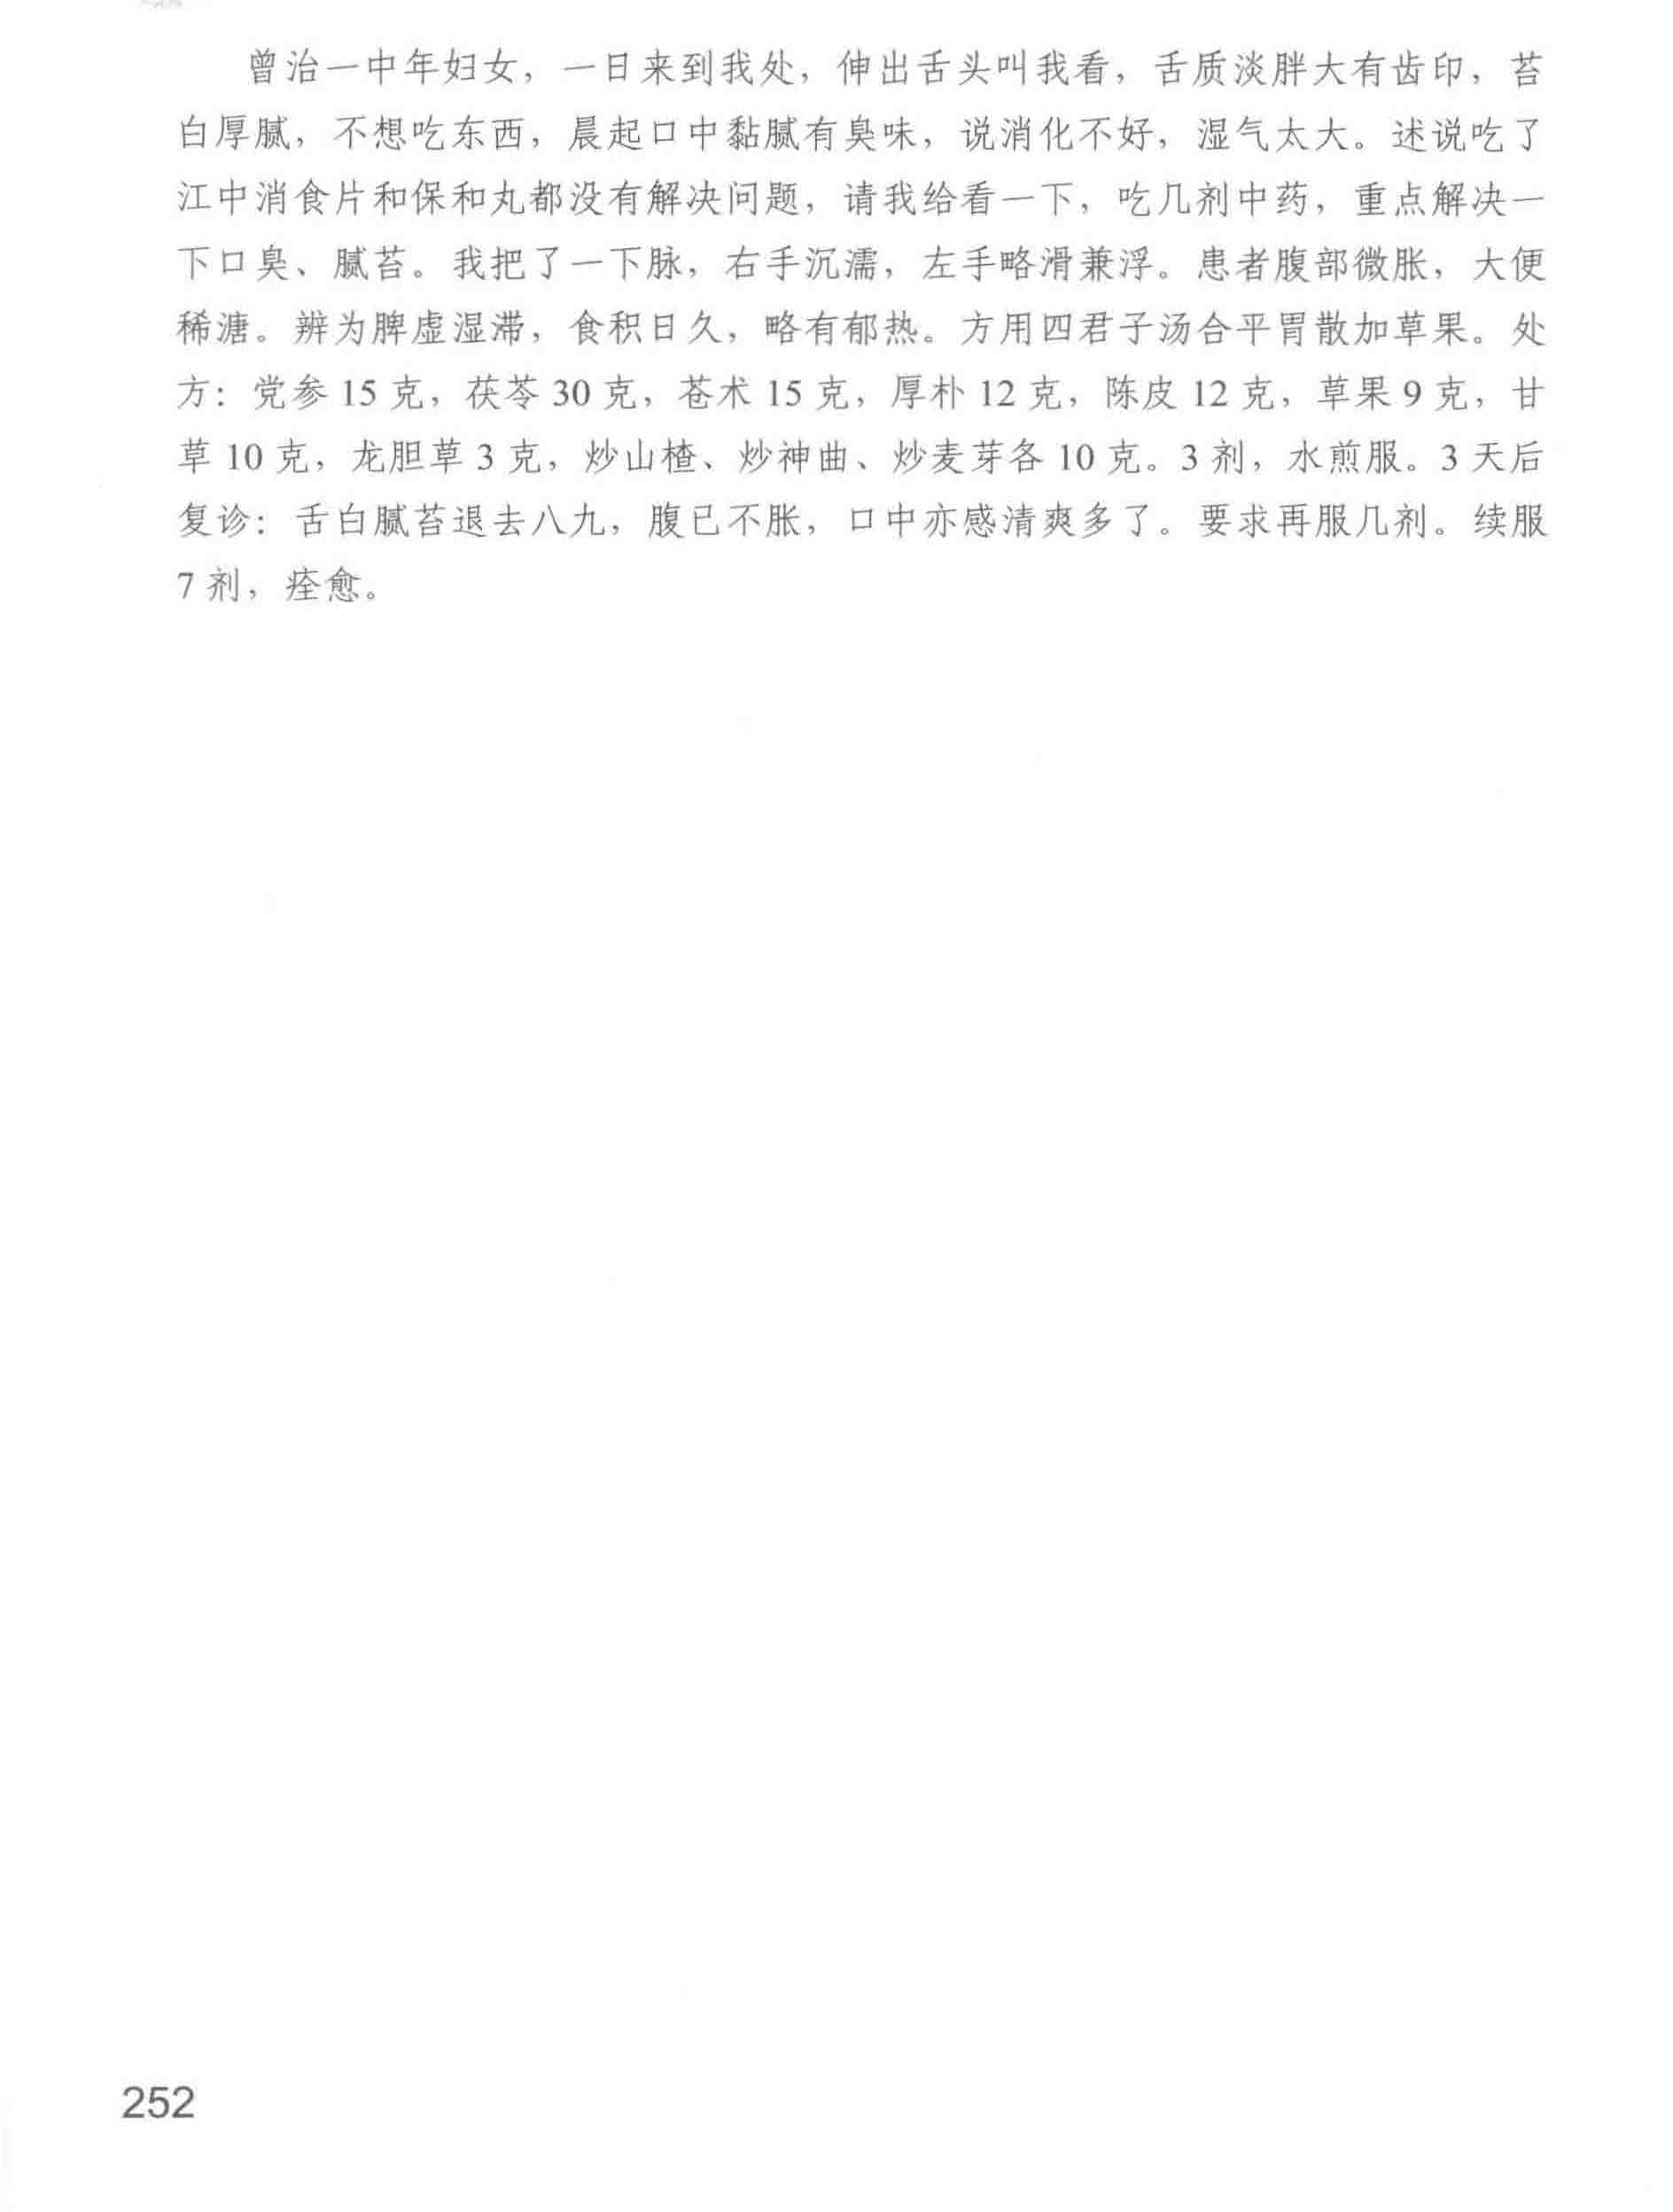 曾治一中年妇女，一日来到我处，伸出舌头叫我看，舌质淡胖大有齿印，苔
白厚腻，不想吃东西，晨起口中黏腻有臭味，说消化不好，湿气太大。述说吃了
江中消食片和保和丸都没有解决问题，请我给看一下，吃几剂中药，重点解决一
下口臭、腻苔。我把了一下脉，右手沉濡，左手略滑兼浮。患者腹部微胀，大便
稀溏。辨为脾虚湿滞，食积日久，略有郁热。方用四君子汤合平胃散加草果。处
方：党参 15 克，茯苓 30 克，苍术 15 克，厚朴 12 克，陈皮 12 克，草果 9 克，甘
草 10 克，龙胆草 3 克，炒山楂、炒神曲、炒麦芽各 10 克。3 剂，水煎服。3 天后
复诊：舌白腻苔退去八九，腹已不胀，口中亦感清爽多了。要求再服几剂。续服
7 剂，痊愈。
252